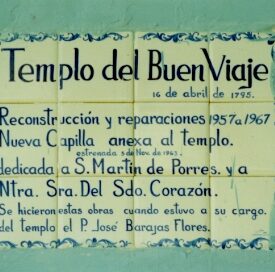 Templo del Buen Viaje
16 de abril de 1795.
Reconstrucción y reparaciones 1957 a 1967
Nueva Capilla anexa al templo.
estrenada 5 de Nov. de 1963.
dedicada a S. Martin de Porres. y a
Ntra. Sra. Del Sdo. Corazón.
Se hicieron estas obras cuando estuvo a su cargo.
del templo el P. José Barajas Flores.